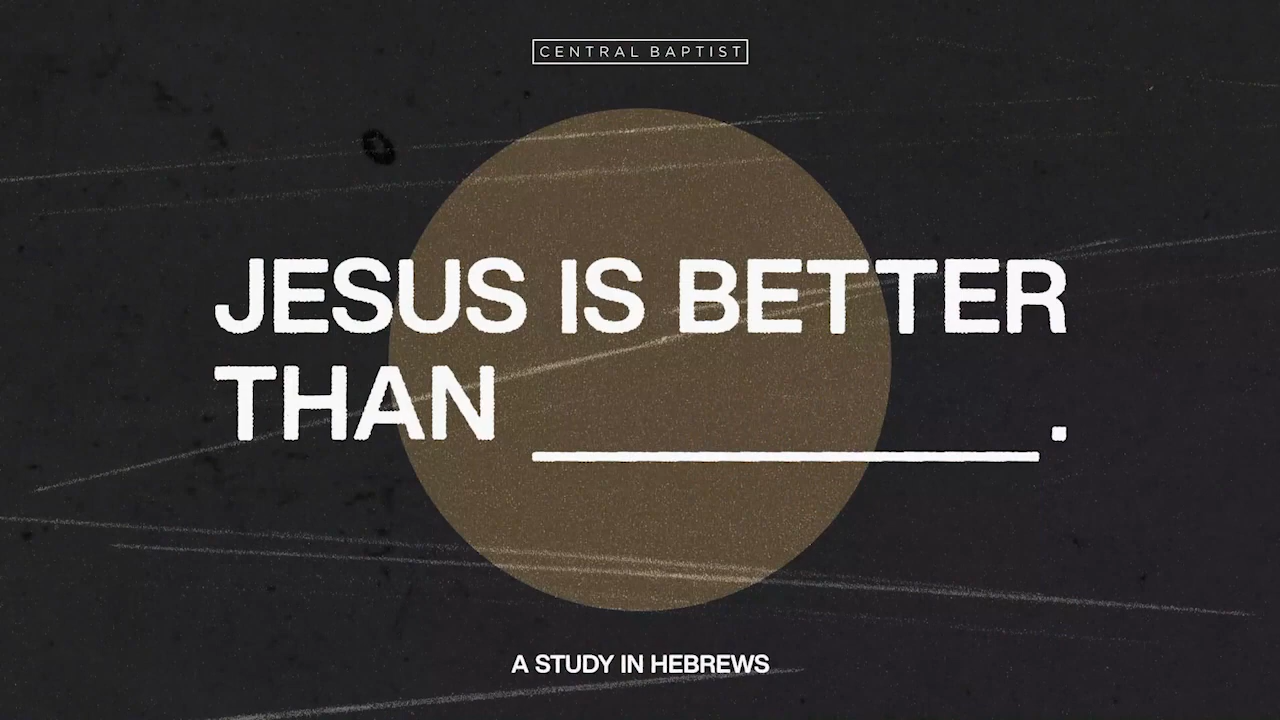 CENTRAL BAPTIST
JESUS IS BETTER
THAN ________.
A STUDY IN HEBREWS